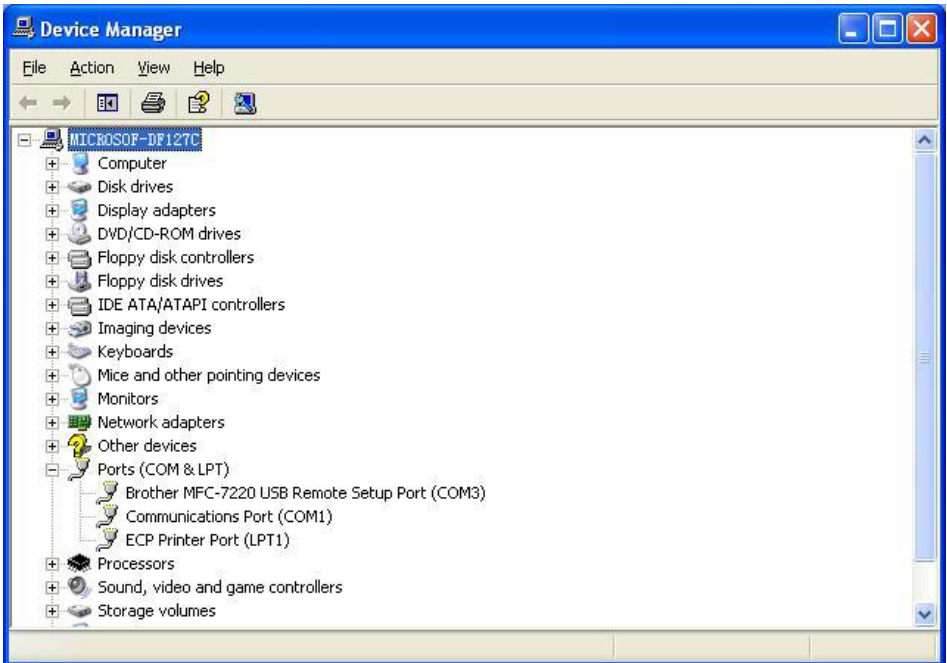 Device Manager
File Action View Help
MICROSOF-DF127C
Computer
Disk drives
Display adapters
DVD/CD-ROM drives
Floppy disk controllers
Floppy disk drives
IDE ATA/ATAPI controllers
Imaging devices
Keyboards
Mice and other pointing devices
Monitors
Network adapters
Other devices
Ports (COM & LPT)
Brother MFC-7220 USB Remote Setup Port (COM3)
Communications Port (COM1)
ECP Printer Port (LPT1)
Processors
Sound, video and game controllers
Storage volumes